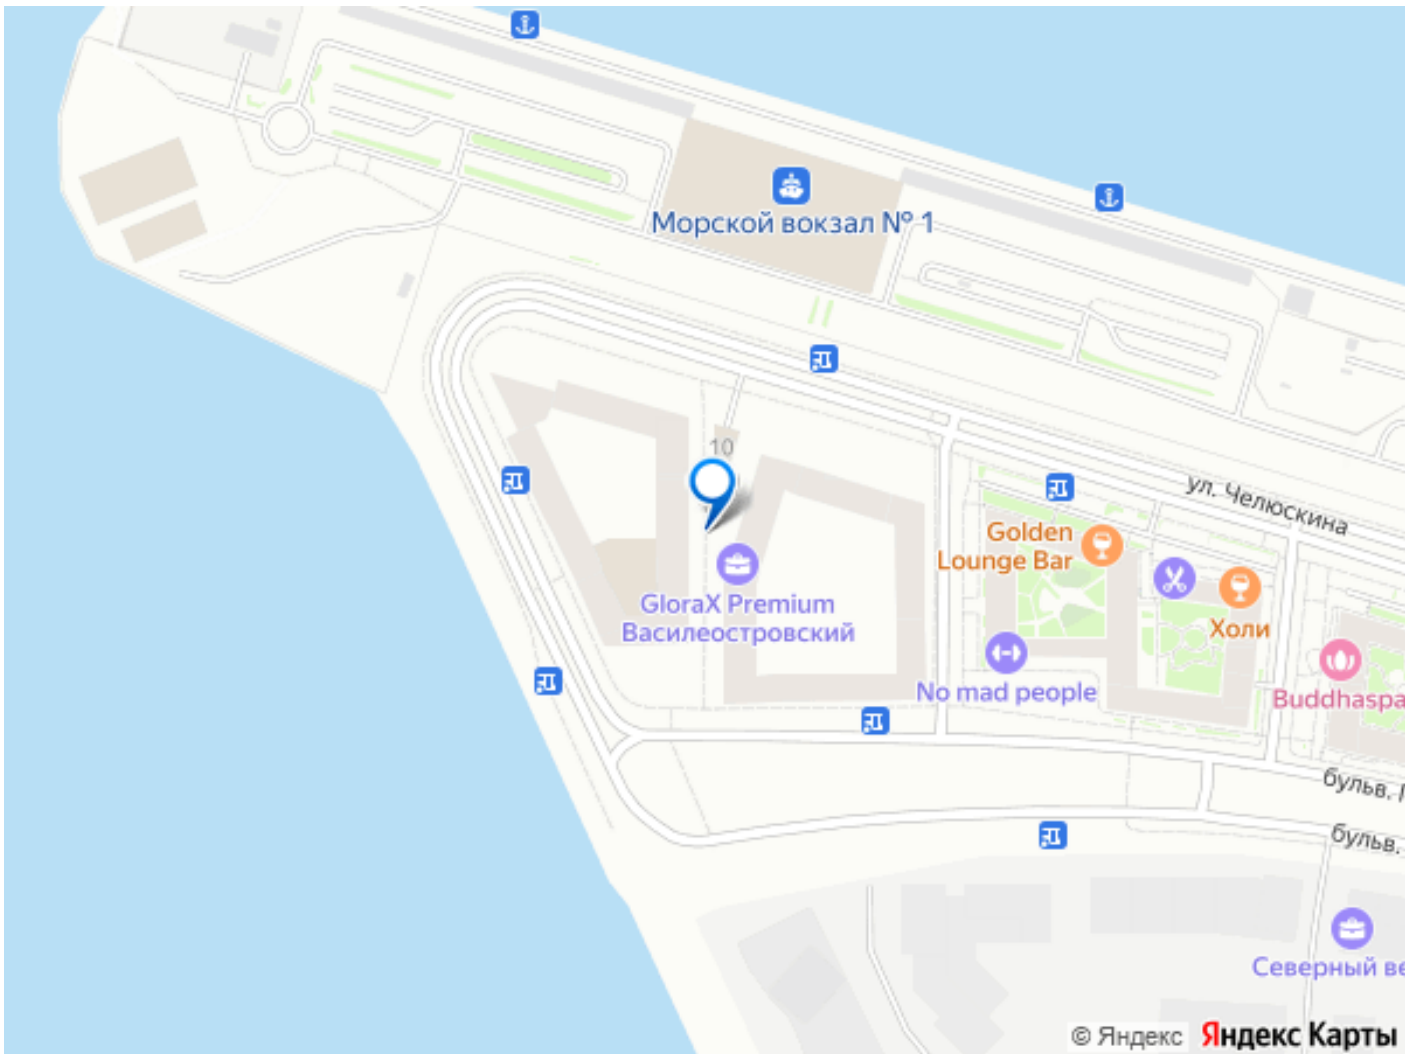 Морской вокзал № 1
10
ул. Челюскина
Golden
Lounge Bar
GloraX Premium
Василеостровский
Холи
No mad people
Buddhaspa
бульв.
бульв.
Северный ве
© Яндекс Яндекс Карты